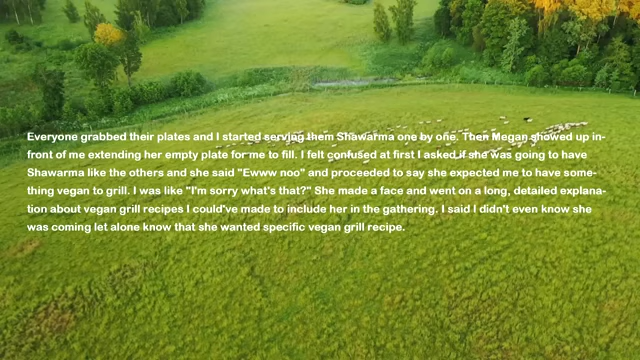 Everyone grabbed their plates and I started serving them Shawarma one by one. Then Megan showed up in-
front of me extending her empty plate for me to fill. I felt confused at first I asked if she was going to have
Shawarma like the others and she said "Ewww noo" and proceeded to say she expected me to have some-
thing vegan to grill. I was like "I'm sorry what's that?" She made a face and went on a long, detailed explana-
tion about vegan grill recipes I could've made to include her in the gathering. I said I didn't even know she
was coming let alone know that she wanted specific vegan grill recipe.